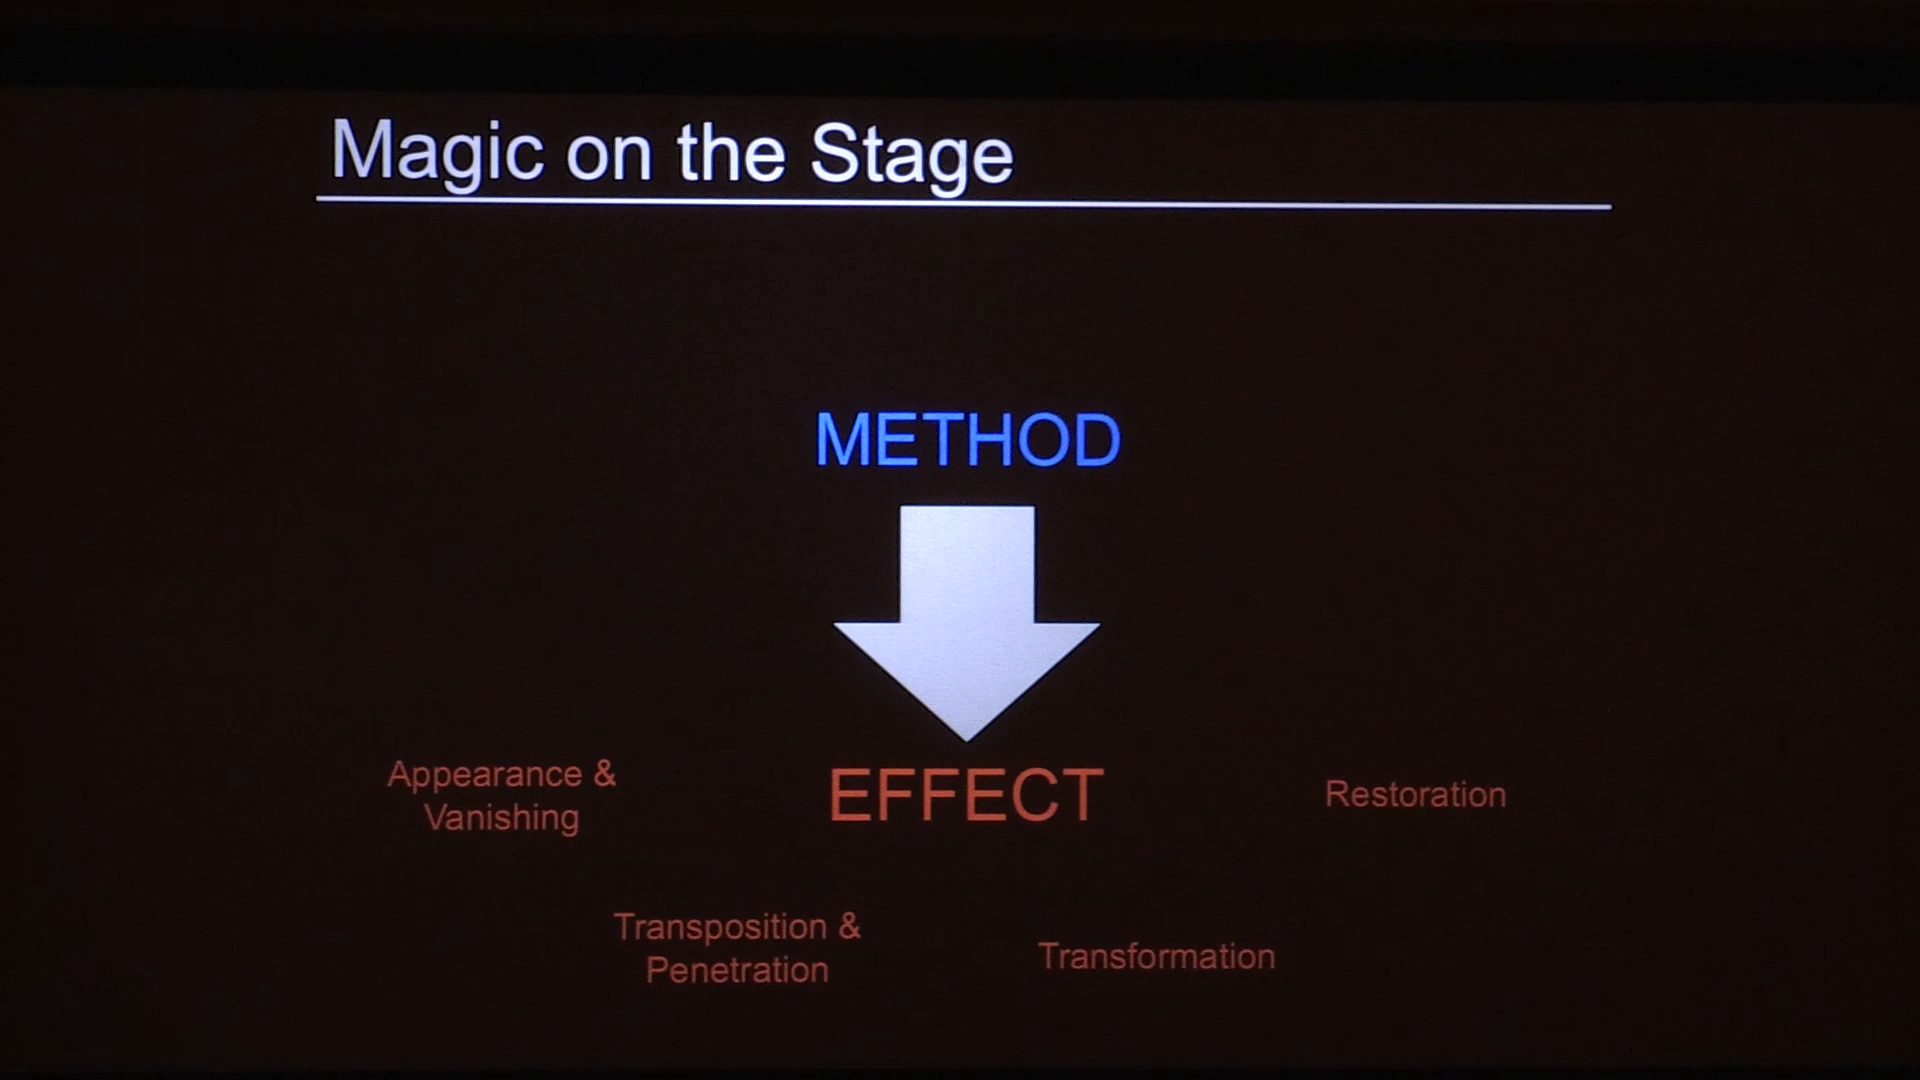 Magic on the Stage
METHOD
EFFECT
Appearance &
Vanishing
Restoration
Transposition &
Penetration
Transformation